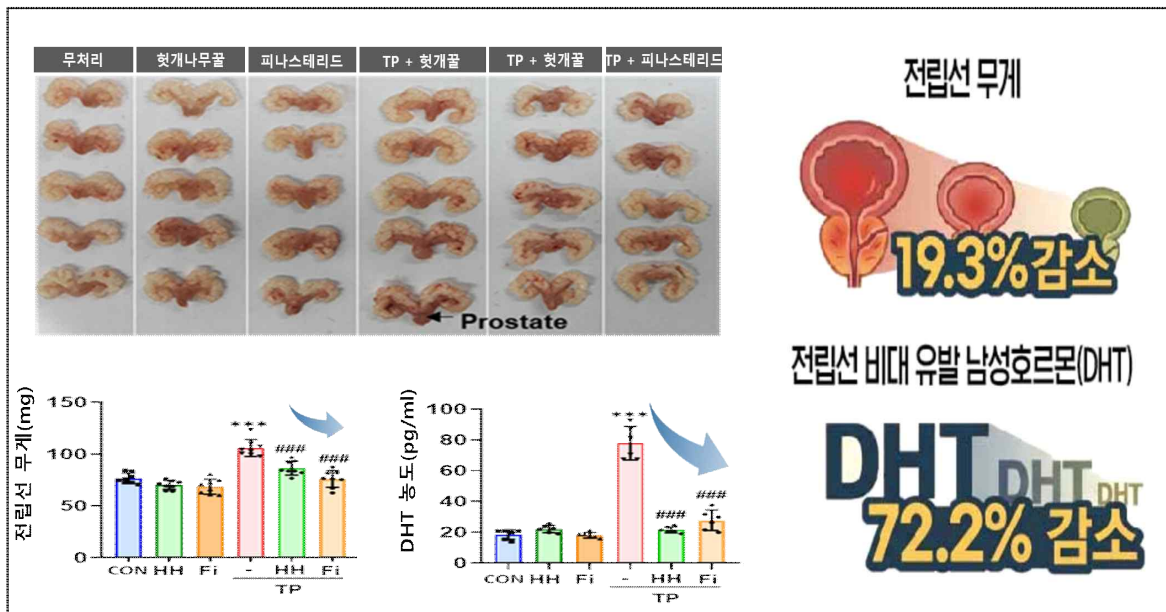 무처리 헛개나무꿀 피나스테리드 TP + 헛개꿀 TP + 헛개꿀 TP + 피나스테리드
Prostate
전립선 무게
19.3% 감소
전립선 비대 유발 남성호르몬(DHT)
DHT DHT DHT
72.2% 감소
전립선 무게(mg)
150
100
50
0
***
###
###
CON HH Fi - HH Fi
TP
DHT 농도(pg/ml)
100
80
60
40
20
0
***
###
###
CON HH Fi - HH Fi
TP